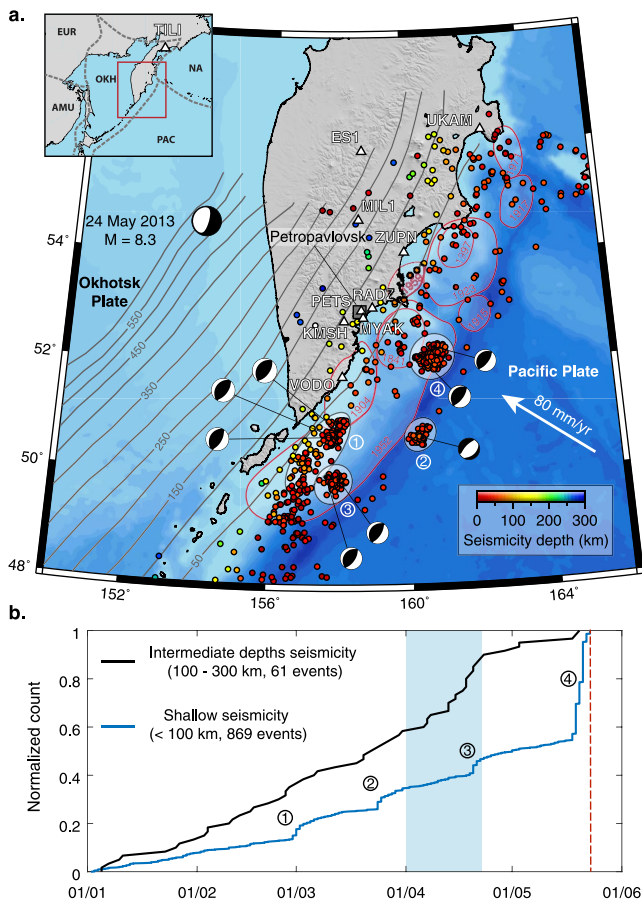 a.
EUR
TILI
OKH
NA
AMU
PAC
UKAM
ES1
MIL1
24 May 2013
M = 8.3
Petropavlovsk
ZUPN
54
Okhotsk
Plate
550
450
350
250
150
50
PETS
RADZ
KMSH
MYAK
52
VODO
1904
Pacific Plate
④
80 mm/yr
①
②
50
③
0 100 200 300
Seismicity depth (km)
48
152
156
160
164
b.
Normalized count
1
0.8
0.6
0.4
0.2
0
Intermediate depths seismicity
(100 - 300 km, 61 events)
Shallow seismicity
(< 100 km, 869 events)
①
②
③
④
01/01 01/02 01/03 01/04 01/05 01/06